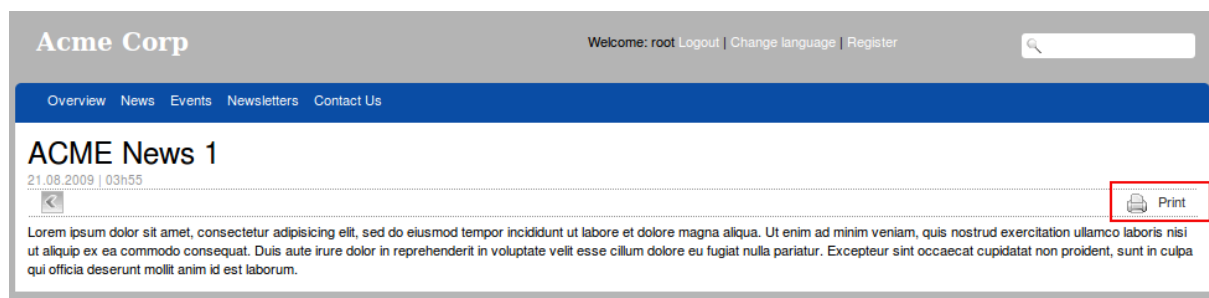 Acme Corp
Welcome: root Logout | Change language | Register
Overview News Events Newsletters Contact Us
ACME News 1
21.08.2009 | 03h55
Print
Lorem ipsum dolor sit amet, consectetur adipisicing elit, sed do eiusmod tempor incididunt ut labore et dolore magna aliqua. Ut enim ad minim veniam, quis nostrud exercitation ullamco laboris nisi
ut aliquip ex ea commodo consequat. Duis aute irure dolor in reprehenderit in voluptate velit esse cillum dolore eu fugiat nulla pariatur. Excepteur sint occaecat cupidatat non proident, sunt in culpa
qui officia deserunt mollit anim id est laborum.